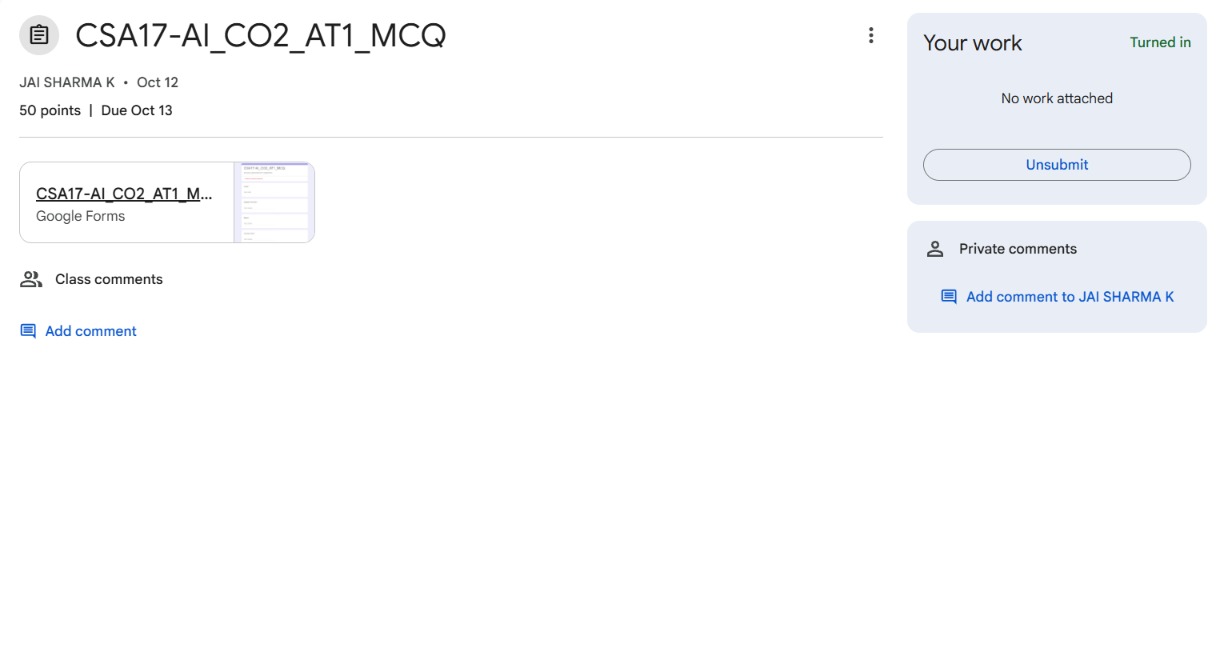 CSA17-AI_CO2_AT1_MCQ
JAI SHARMA K • Oct 12
50 points | Due Oct 13
CSA17-AI_CO2_AT1_M...
Google Forms
Class comments
Add comment
Your work
Turned in
No work attached
Unsubmit
Private comments
Add comment to JAI SHARMA K